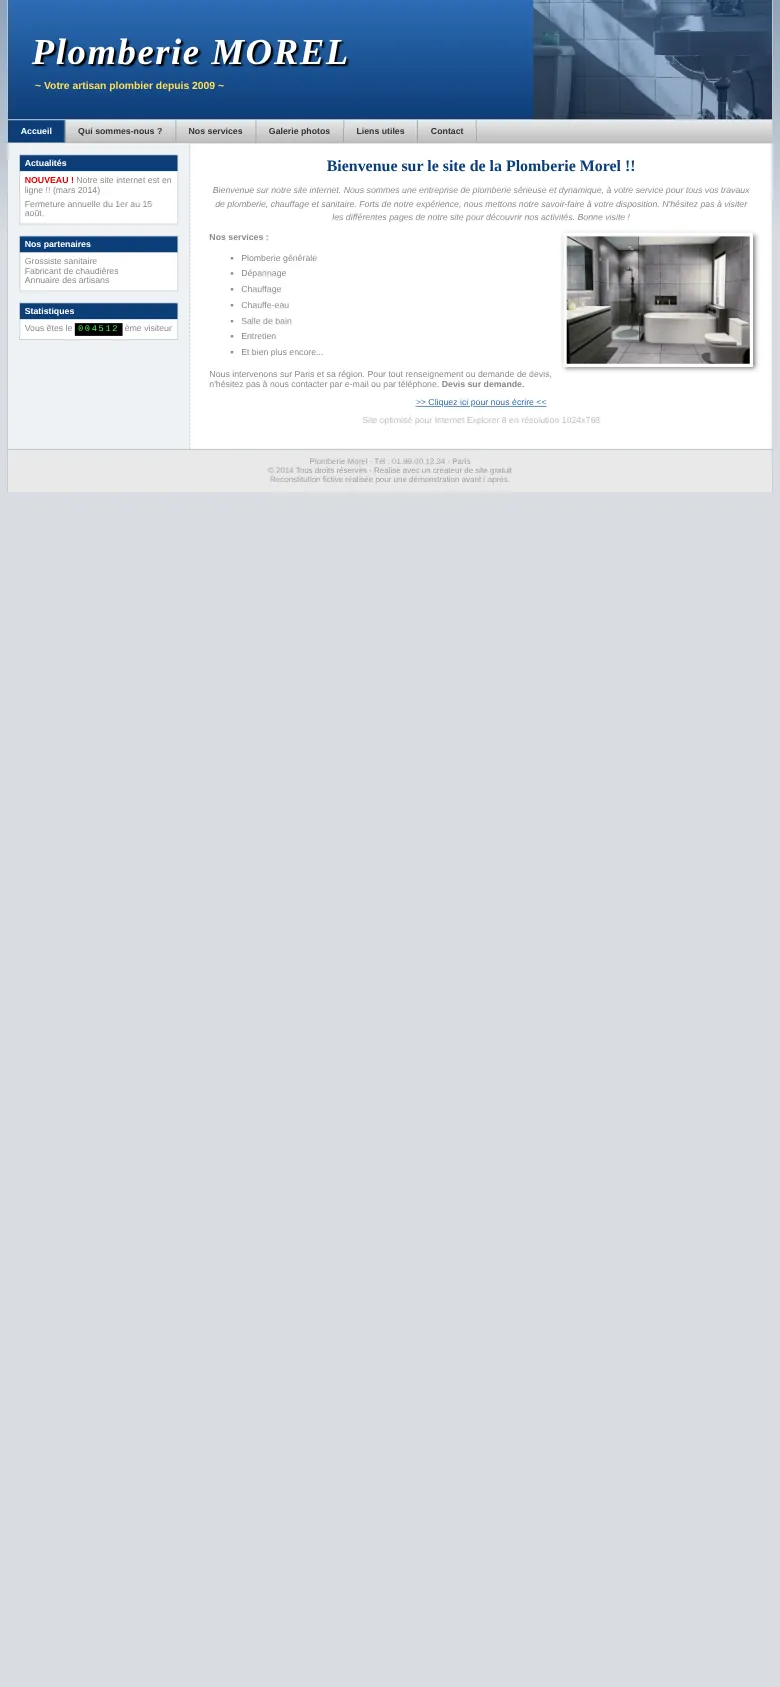 Plomberie MOREL
~ Votre artisan plombier depuis 2009 ~
Accueil
Qui sommes-nous ?
Nos services
Galerie photos
Liens utiles
Contact
Actualités
NOUVEAU ! Notre site internet est en
ligne !! (mars 2014)
Fermeture annuelle du 1er au 15
août.
Nos partenaires
Grossiste sanitaire
Fabricant de chaudières
Annuaire des artisans
Statistiques
Vous êtes le 004512 ème visiteur
Bienvenue sur le site de la Plomberie Morel !!
Bienvenue sur notre site internet. Nous sommes une entreprise de plomberie sérieuse et dynamique, à votre service pour tous vos travaux
de plomberie, chauffage et sanitaire. Forts de notre expérience, nous mettons notre savoir-faire à votre disposition. N'hésitez pas à visiter
les différentes pages de notre site pour découvrir nos activités. Bonne visite !
Nos services :
• Plomberie générale
• Dépannage
• Chauffage
• Chauffe-eau
• Salle de bain
• Entretien
• Et bien plus encore...
Nous intervenons sur Paris et sa région. Pour tout renseignement ou demande de devis,
n'hésitez pas à nous contacter par e-mail ou par téléphone. Devis sur demande.
>> Cliquez ici pour nous écrire <<
Site optimisé pour Internet Explorer 8 en résolution 1024x768
Plomberie Morel - Tél : 01.99.00.12.34 - Paris
© 2014 Tous droits réservés - Réalisé avec un créateur de site gratuit
Reconstitution fictive réalisée pour une démonstration avant / après.